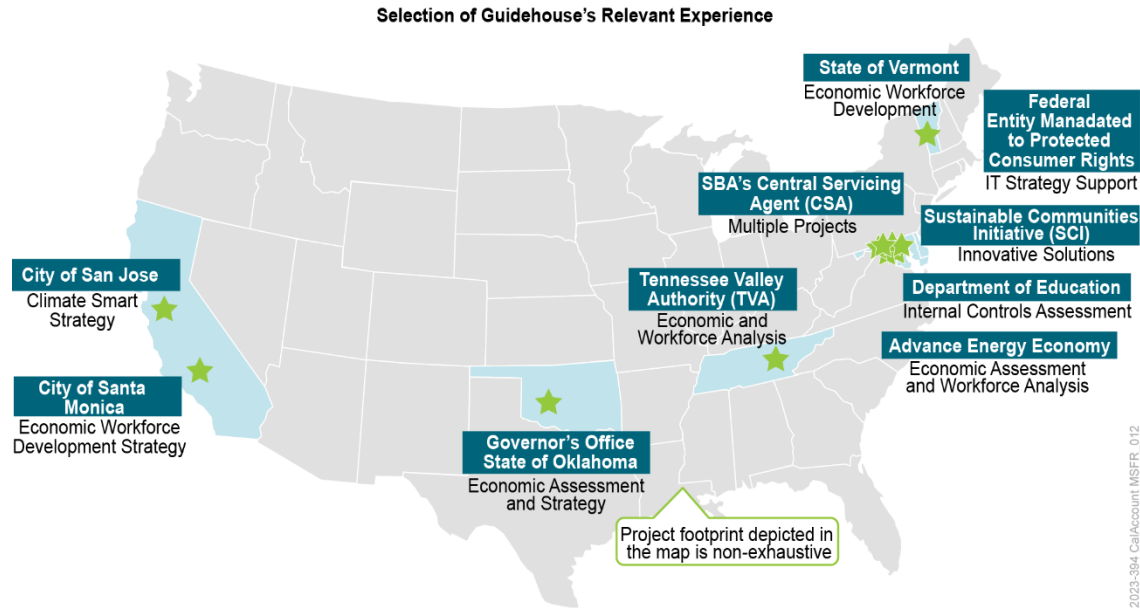 Selection of Guidehouse's Relevant Experience
State of Vermont
Economic Workforce
Development
Federal
Entity Manadated
to Protected
Consumer Rights
IT Strategy Support
SBA's Central Servicing
Agent (CSA)
Multiple Projects
Sustainable Communities
Initiative (SCI)
Innovative Solutions
City of San Jose
Climate Smart
Strategy
Tennessee Valley
Authority (TVA)
Economic and
Workforce Analysis
Department of Education
Internal Controls Assessment
Advance Energy Economy
Economic Assessment
and Workforce Analysis
City of Santa
Monica
Economic Workforce
Development Strategy
Governor's Office
State of Oklahoma
Economic Assessment
and Strategy
Project footprint depicted in
the map is non-exhaustive
2023-394 CalAccount MSFR_012